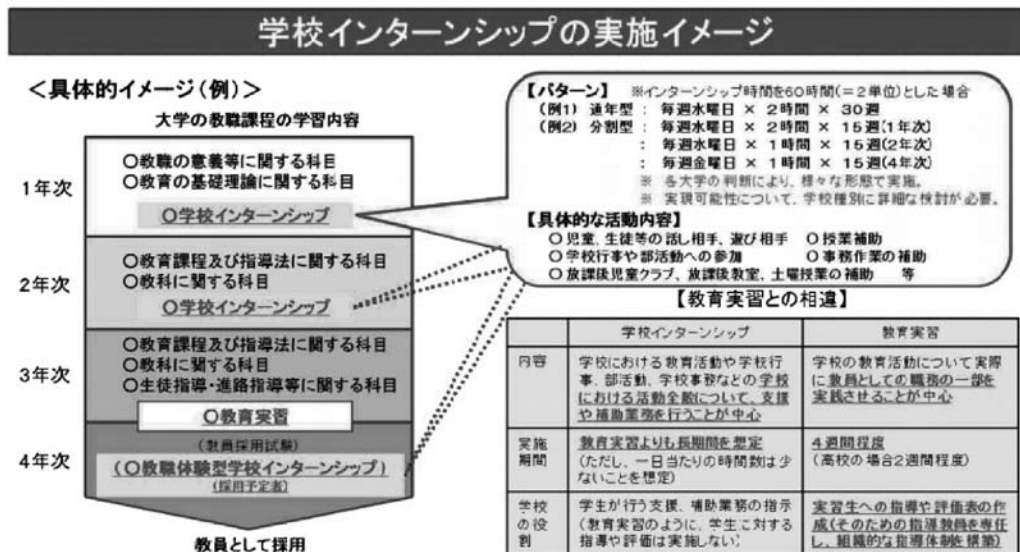 学校インターンシップの実施イメージ
＜具体的イメージ（例）＞
大学の教職課程の学習内容
1年次
〇教職の意義等に関する科目
〇教育の基礎理論に関する科目
〇学校インターンシップ
2年次
〇教育課程及び指導法に関する科目
〇教科に関する科目
〇学校インターンシップ
3年次
〇教育課程及び指導法に関する科目
〇教科に関する科目
〇生徒指導・進路指導等に関する科目
〇教育実習
4年次
（教員採用試験）
（〇教職体験型学校インターンシップ）
（採用予定者）
教員として採用
【パターン】 ※インターンシップ時間を60時間（＝2単位）とした場合
（例1） 通年型 ： 毎週水曜日 × 2時間 × 30週
（例2） 分割型 ： 毎週水曜日 × 2時間 × 15週（1年次）
： 毎週水曜日 × 1時間 × 15週（2年次）
： 毎週金曜日 × 1時間 × 15週（4年次）
※ 各大学の判断により、様々な形態で実施。
※ 実現可能性について、学校種別に詳細な検討が必要。
【具体的な活動内容】
〇児童、生徒等の話し相手、遊び相手 〇授業補助
〇学校行事や部活動への参加 〇事務作業の補助
〇放課後児童クラブ、放課後教室、土曜授業の補助 等
【教育実習との相違】
学校インターンシップ 教育実習
内容
学校における教育活動や学校行
事、部活動、学校事務などの学校
における活動全般について、支援
や補助業務を行うことが中心
学校の教育活動について実際
に教員としての職務の一部を
実践させることが中心
実施
期間
教育実習よりも長期間を想定
（ただし、一日当たりの時間数は少
ないことを想定）
4週間程度
（高校の場合2週間程度）
学校
の役
割
学生が行う支援、補助業務の指示
（教育実習のように、学生に対する
指導や評価は実施しない）
実習生への指導や評価表の作
成（そのための指導教員を専任
し、組織的な指導体制を構築）